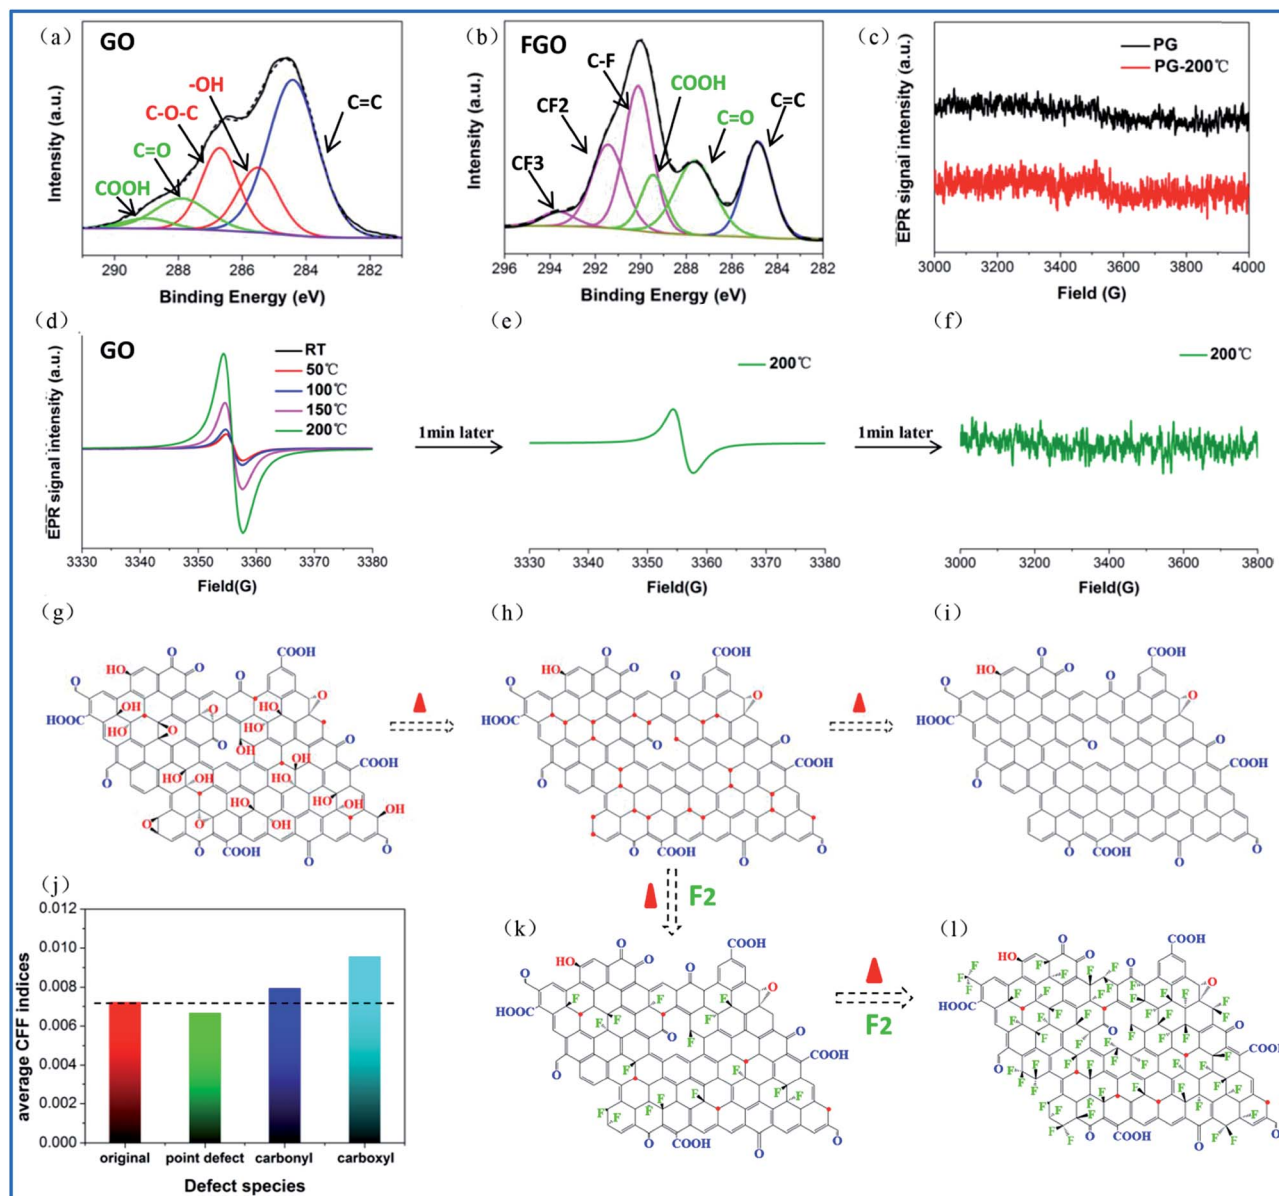 (a) GO
-OH
C-O-C
C=O
COOH
C=C
Intensity (a.u.)
290 288 286 284 282
Binding Energy (eV)
(b) FGO
C-F
CF2
CF3
COOH
C=O
C=C
Intensity (a.u.)
296 294 292 290 288 286 284 282
Binding Energy (eV)
(c)
PG
PG-200℃
EPR signal intensity (a.u.)
3000 3200 3400 3600 3800 4000
Field (G)
(d) GO
RT
50℃
100℃
150℃
200℃
EPR signal intensity (a.u.)
3330 3340 3350 3360 3370 3380
Field(G)
1min later
(e)
200℃
3330 3340 3350 3360 3370 3380
Field(G)
1min later
(f)
200℃
3000 3200 3400 3600 3800
Field(G)
(g)
(h)
(i)
F2
(j)
average CFF indices
0.012
0.010
0.008
0.006
0.004
0.002
0.000
original point defect carbonyl carboxyl
Defect species
(k)
F2
(l)